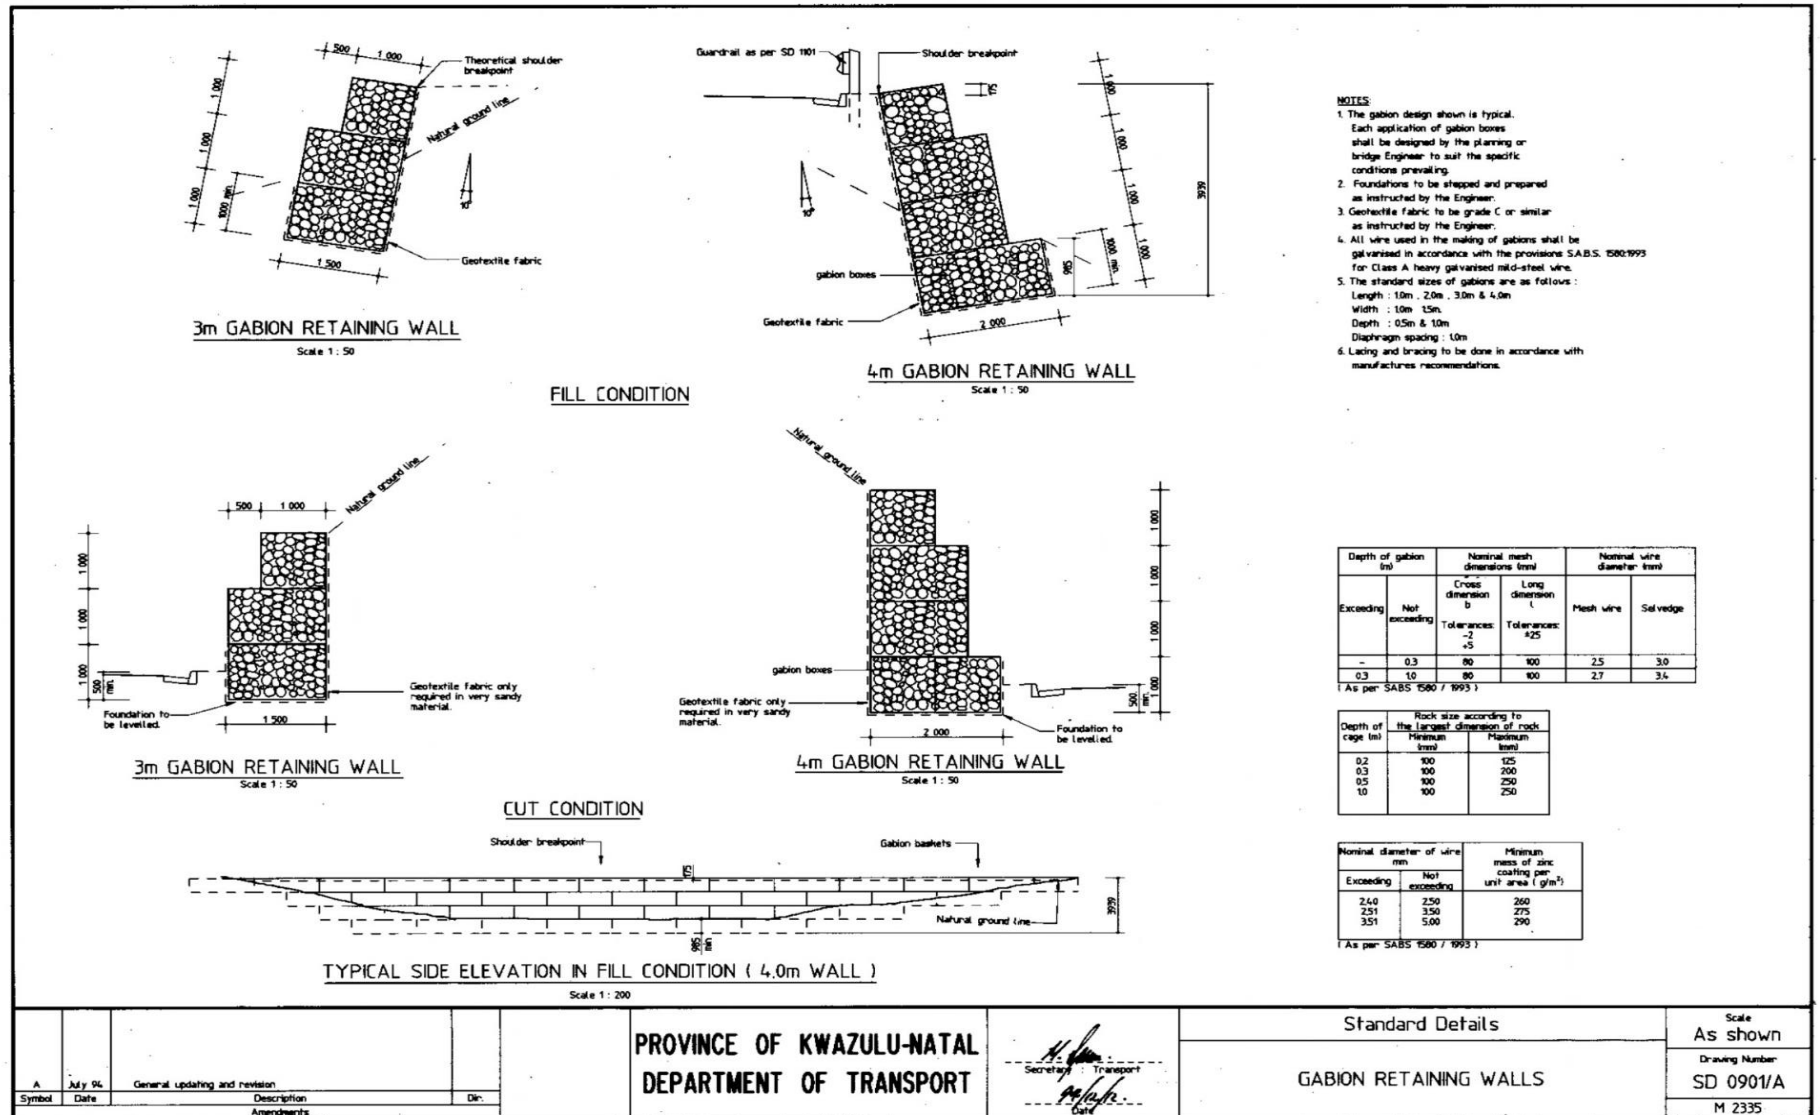 500
1 000
Theoretical shoulder
breakpoint
Natural ground line
1 000
1 000
1 000
1000 min.
10°
Geotextile fabric
1 500
3m GABION RETAINING WALL
Scale 1 : 50
Guardrail as per SD 1101
Shoulder breakpoint
175
1 000
1 000
1 000
1 000
3939
10°
1000 min.
985
gabion boxes
Geotextile fabric
2 000
4m GABION RETAINING WALL
Scale 1 : 50
FILL CONDITION
NOTES:
1. The gabion design shown is typical.
Each application of gabion boxes
shall be designed by the planning or
bridge Engineer to suit the specific
conditions prevailing.
2. Foundations to be stepped and prepared
as instructed by the Engineer.
3. Geotextile fabric to be grade C or similar
as instructed by the Engineer.
4. All wire used in the making of gabions shall be
galvanised in accordance with the provisions S.A.B.S. 1580:1993
for Class A heavy galvanised mild-steel wire.
5. The standard sizes of gabions are as follows :
Length : 1,0m , 2,0m , 3,0m & 4,0m
Width : 1,0m 1,5m.
Depth : 0,5m & 1,0m
Diaphragm spacing : 1,0m
6. Lacing and bracing to be done in accordance with
manufactures recommendations.
500
1 000
Natural ground line
1 000
1 000
1 000
500
min.
Foundation to
be levelled.
Geotextile fabric only
required in very sandy
material.
1 500
3m GABION RETAINING WALL
Scale 1 : 50
Natural ground line
1 000
1 000
1 000
1 000
gabion boxes
Geotextile fabric only
required in very sandy
material.
500
min.
2 000
Foundation to
be levelled.
4m GABION RETAINING WALL
Scale 1 : 50
CUT CONDITION
Depth of gabion (m) Nominal mesh dimensions (mm) Nominal wire diameter (mm)
Exceeding Not exceeding Cross dimension b Tolerances: -2 +5 Long dimension l Tolerances: ±25 Mesh wire Selvedge
- 0,3 80 100 2,5 3,0
0,3 1,0 80 100 2,7 3,4
( As per SABS 1580 / 1993 )
Depth of cage (m) Rock size according to the largest dimension of rock
Minimum (mm) Maximum (mm)
0,2 100 125
0,3 100 200
0,5 100 250
1,0 100 250
Nominal diameter of wire mm Minimum mess of zinc coating per unit area ( g/m²)
Exceeding Not exceeding
2,40 2,50 260
2,51 3,50 275
3,51 5,00 290
( As per SABS 1580 / 1993 )
Shoulder breakpoint
Gabion baskets
175
3939
Natural ground line
985
min
TYPICAL SIDE ELEVATION IN FILL CONDITION ( 4,0m WALL )
Scale 1 : 200
A July 94 General updating and revision
Symbol Date Description Dir.
Amendments
PROVINCE OF KWAZULU-NATAL
DEPARTMENT OF TRANSPORT
Secretary : Transport
94/12/12.
Date
Standard Details
GABION RETAINING WALLS
Scale
As shown
Drawing Number
SD 0901/A
M 2335